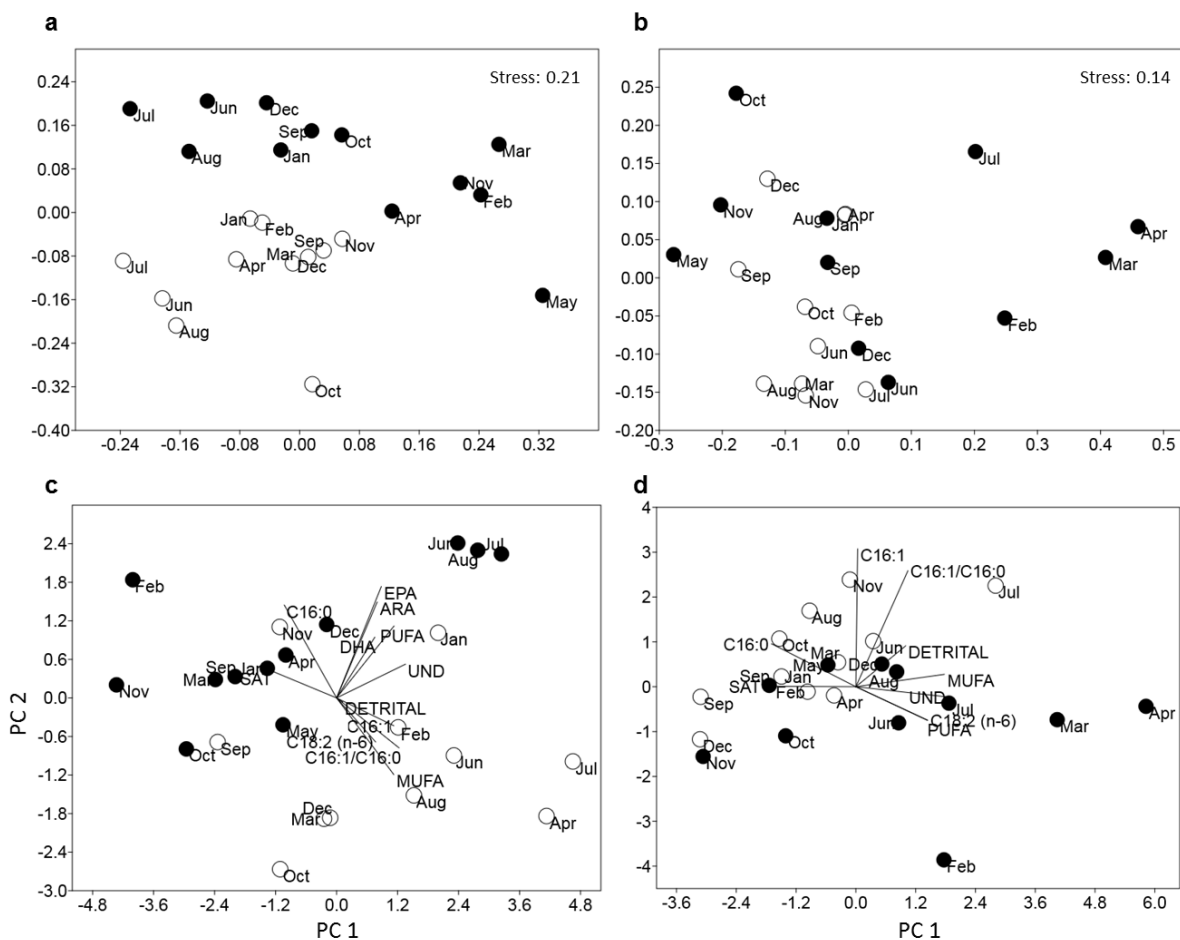 a
b
Stress: 0.21
Stress: 0.14
0.24
0.16
0.08
0.00
-0.08
-0.16
-0.24
-0.32
-0.40
Jul
Jun
Dec
Sep
Oct
Aug
Jan
Mar
Nov
Feb
Apr
Jan
Feb
Sep
Nov
Mar
Dec
Apr
Jul
Jun
Aug
May
Oct
-0.24 -0.16 -0.08 0.00 0.08 0.16 0.24 0.32
0.30
0.25
0.20
0.15
0.10
0.05
0.00
-0.05
-0.10
-0.15
-0.20
Oct
Jul
Dec
Nov
Aug
Jan
Apr
Apr
May
Sep
Sep
Mar
Oct
Feb
Feb
Jun
Dec
Aug
Mar
Nov
Jul
Jun
-0.3 -0.2 -0.1 0.0 0.1 0.2 0.3 0.4 0.5
c
d
PC 2
2.4
1.8
1.2
0.6
0.0
-0.6
-1.2
-1.8
-2.4
-3.0
Jun
Jul
Aug
Feb
EPA
ARA
C16:0
Nov
Dec
DHA
PUFA
Jan
Apr
Sep
Jan
Mar
SAT
UND
Nov
DETRITAL
May
C16:1
Feb
C18:2 (n-6)
C16:1/C16:0
Oct
Sep
Jun
Jul
MUFA
Aug
Dec
Mar
Apr
Oct
-4.8 -3.6 -2.4 -1.2 0.0 1.2 2.4 3.6 4.8
PC 1
4
3
2
1
0
-1
-2
-3
-4
C16:1
C16:1/C16:0
Nov
Jul
Aug
Oct
C16:0
Mar
Jun
DETRITAL
May
Dec
Sep
Jan
Aug
MUFA
SAT
Feb
Apr
UND
Jul
Sep
C18:2 (n-6)
Jun
PUFA
Mar
Apr
Oct
Dec
Nov
Feb
-3.6 -2.4 -1.2 0.0 1.2 2.4 3.6 4.8 6.0
PC 1